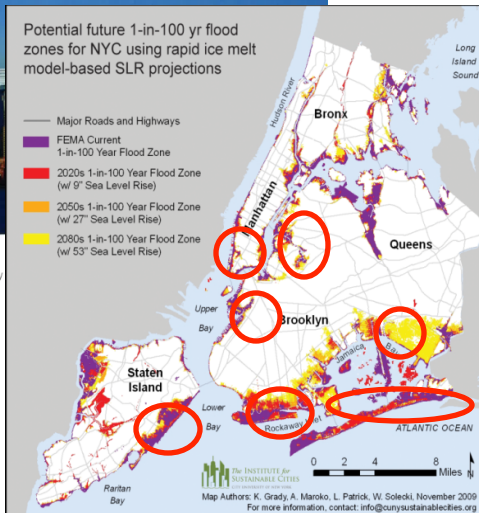 Potential future 1-in-100 yr flood
zones for NYC using rapid ice melt
model-based SLR projections
Major Roads and Highways
FEMA Current
1-in-100 Year Flood Zone
2020s 1-in-100 Year Flood Zone
(w/ 9" Sea Level Rise)
2050s 1-in-100 Year Flood Zone
(w/ 27" Sea Level Rise)
2080s 1-in-100 Year Flood Zone
(w/ 53" Sea Level Rise)
Long
Island
Sound
Hudson River
Bronx
Manhattan
Queens
Upper
Bay
Brooklyn
Jamaica
Bay
Staten
Island
Lower
Bay
Rockaway Inlet
ATLANTIC OCEAN
Raritan
Bay
The INSTITUTE for
SUSTAINABLE CITIES
0 2 4 8
Miles
N
Map Authors: K. Grady, A. Maroko, L. Patrick, W. Solecki, November 2009
For more information, contact: info@cunysustainablecities.org